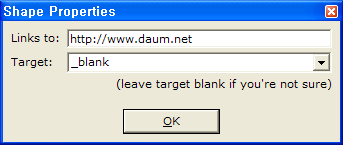 Shape Properties
Links to: http://www.daum.net
Target: _blank
(leave target blank if you're not sure)
OK